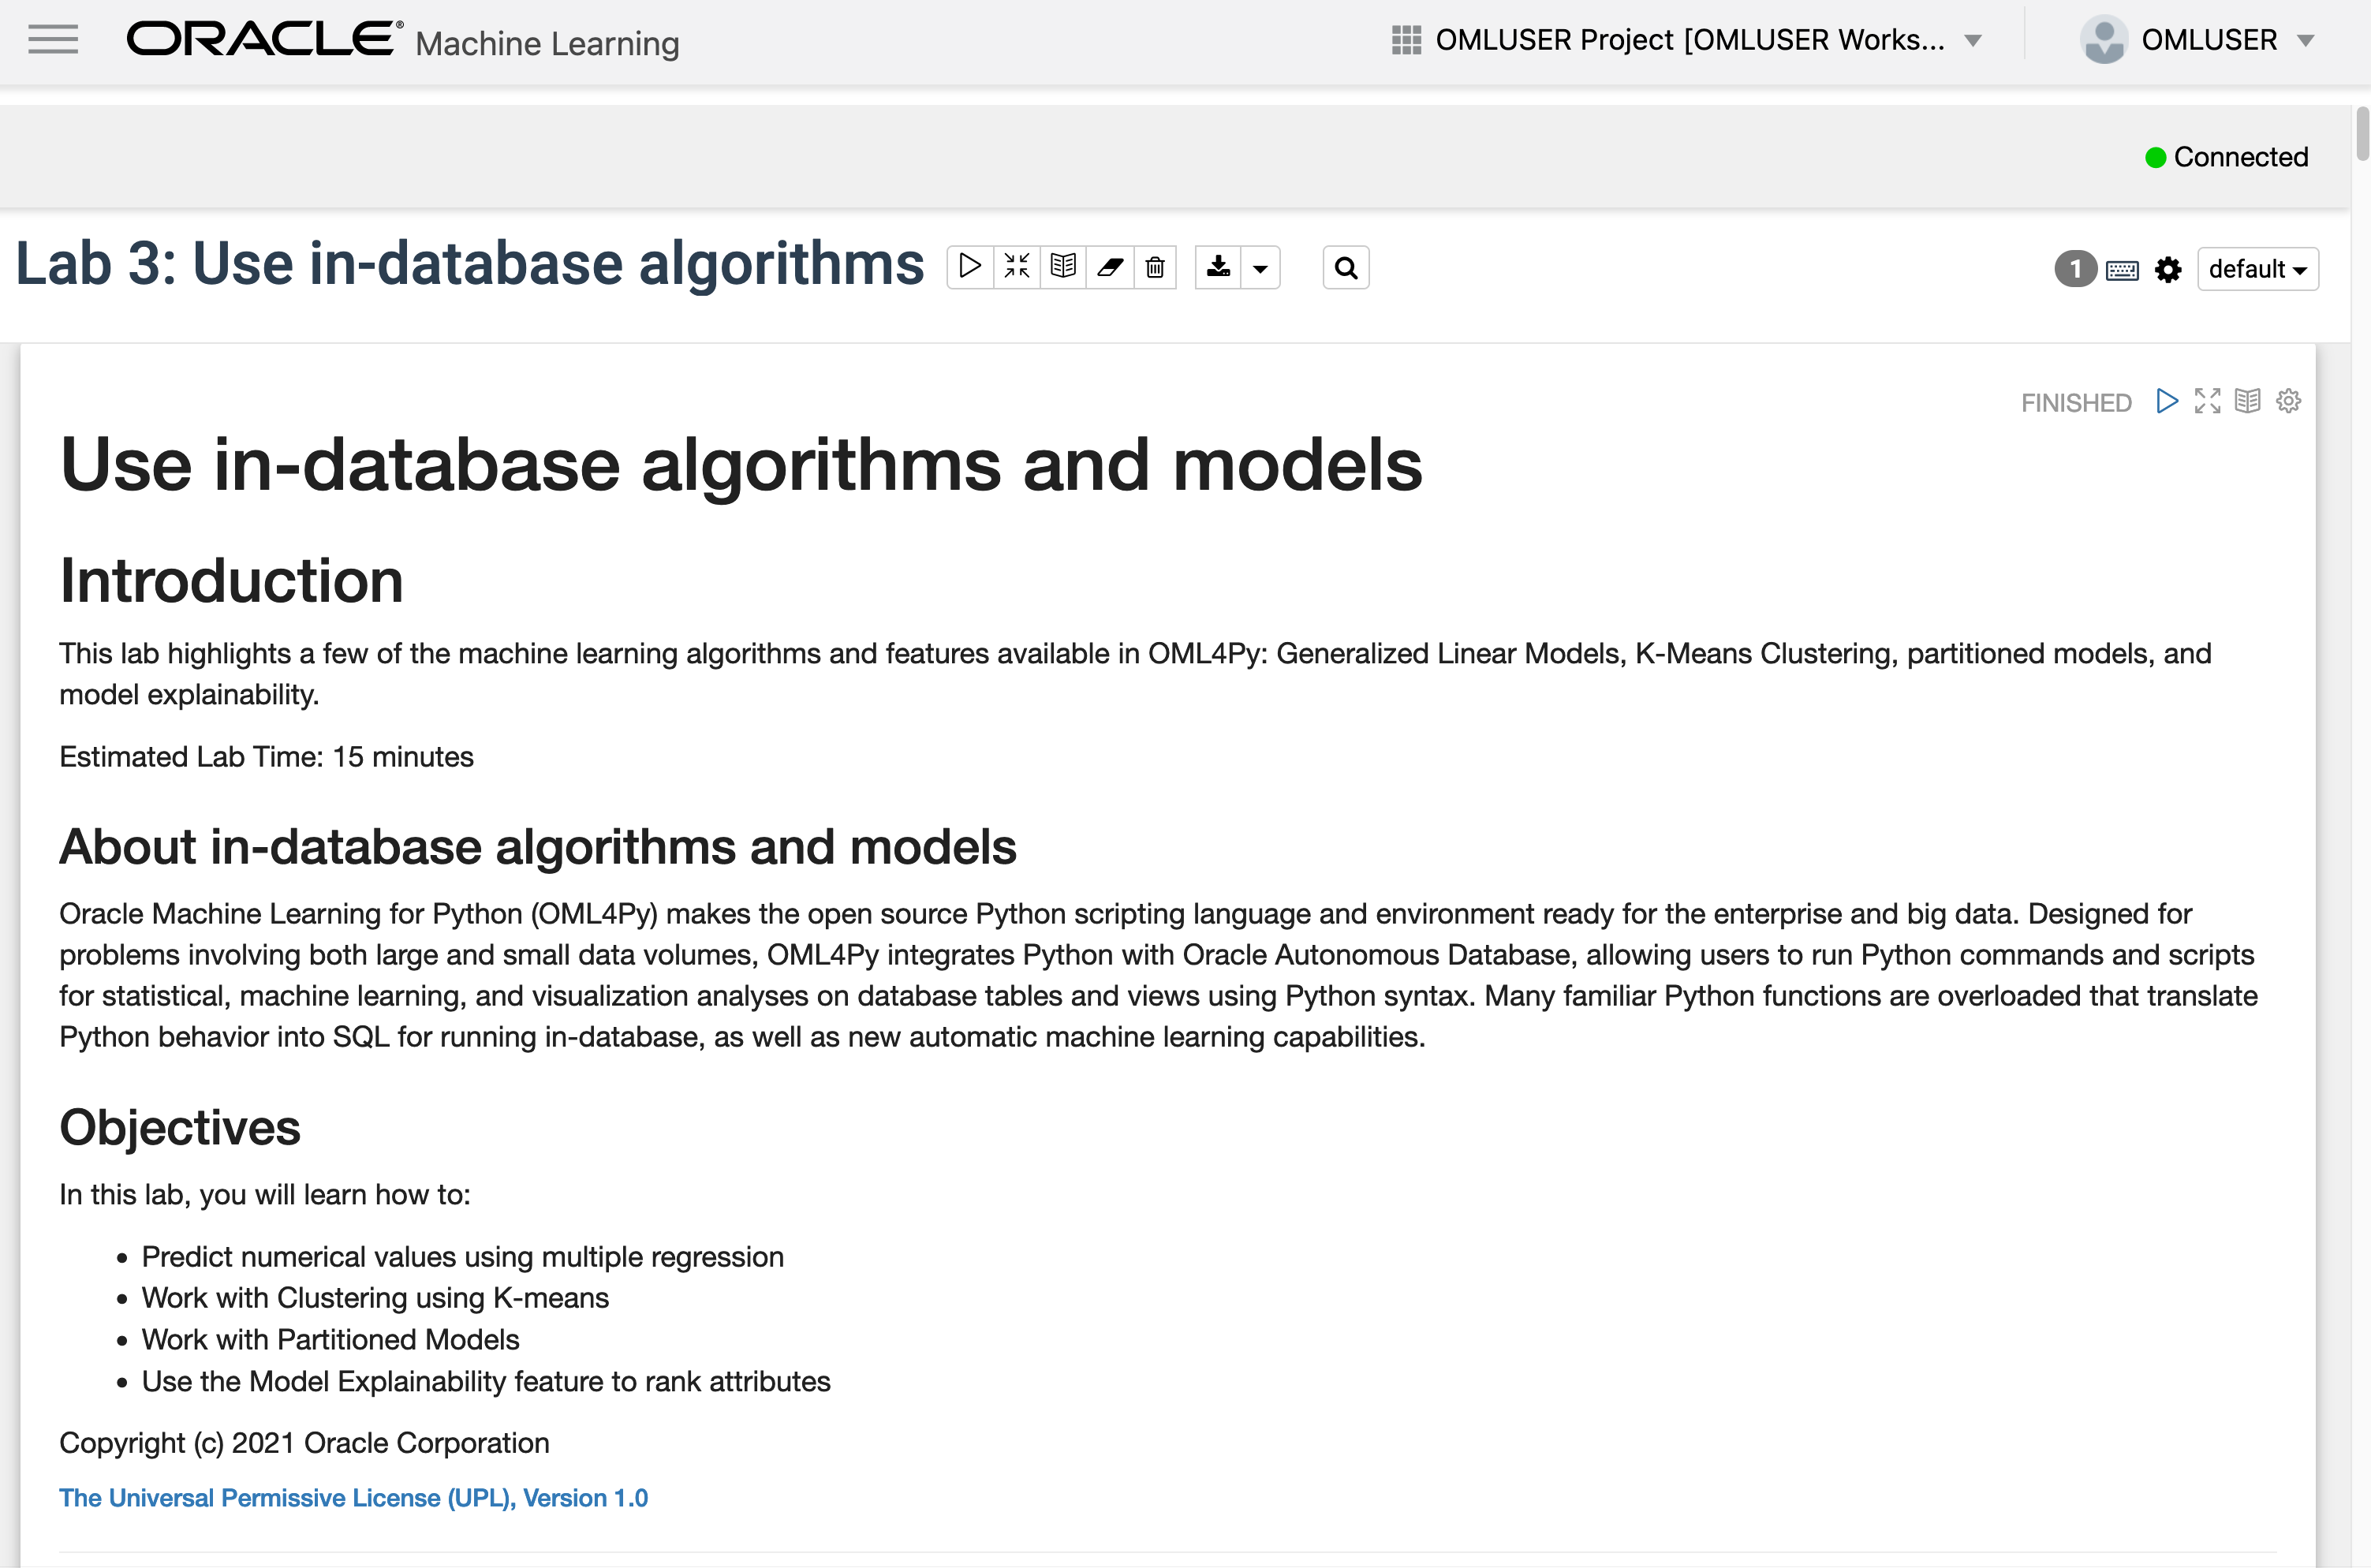 ORACLE® Machine Learning
OMLUSER Project [OMLUSER Works...
OMLUSER
Connected
Lab 3: Use in-database algorithms
1
default
FINISHED
Use in-database algorithms and models
Introduction
This lab highlights a few of the machine learning algorithms and features available in OML4Py: Generalized Linear Models, K-Means Clustering, partitioned models, and
model explainability.
Estimated Lab Time: 15 minutes
About in-database algorithms and models
Oracle Machine Learning for Python (OML4Py) makes the open source Python scripting language and environment ready for the enterprise and big data. Designed for
problems involving both large and small data volumes, OML4Py integrates Python with Oracle Autonomous Database, allowing users to run Python commands and scripts
for statistical, machine learning, and visualization analyses on database tables and views using Python syntax. Many familiar Python functions are overloaded that translate
Python behavior into SQL for running in-database, as well as new automatic machine learning capabilities.
Objectives
In this lab, you will learn how to:
• Predict numerical values using multiple regression
• Work with Clustering using K-means
• Work with Partitioned Models
• Use the Model Explainability feature to rank attributes
Copyright (c) 2021 Oracle Corporation
The Universal Permissive License (UPL), Version 1.0